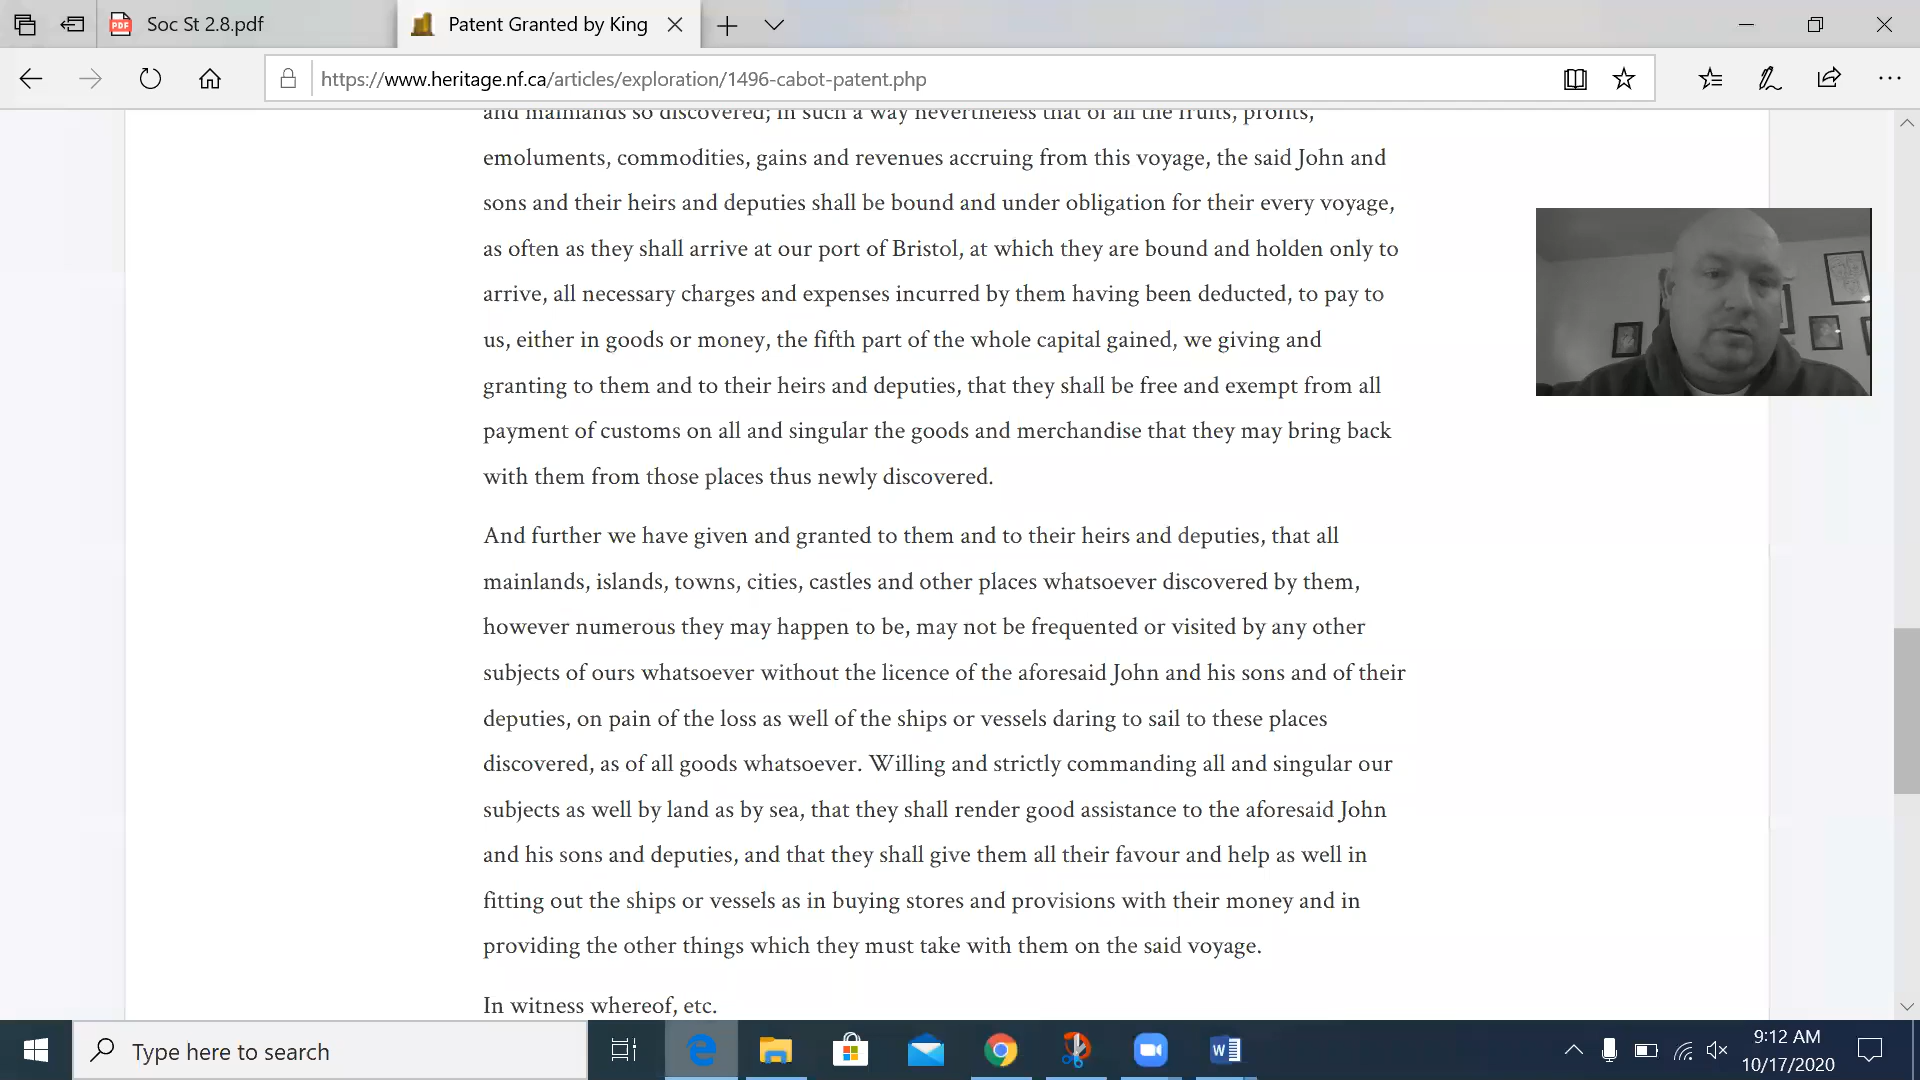 Soc St 2.8.pdf
Patent Granted by King
https://www.heritage.nf.ca/articles/exploration/1496-cabot-patent.php
and mainlands so discovered; in such a way nevertheless that of all the fruits, profits,
emoluments, commodities, gains and revenues accruing from this voyage, the said John and
sons and their heirs and deputies shall be bound and under obligation for their every voyage,
as often as they shall arrive at our port of Bristol, at which they are bound and holden only to
arrive, all necessary charges and expenses incurred by them having been deducted, to pay to
us, either in goods or money, the fifth part of the whole capital gained, we giving and
granting to them and to their heirs and deputies, that they shall be free and exempt from all
payment of customs on all and singular the goods and merchandise that they may bring back
with them from those places thus newly discovered.
And further we have given and granted to them and to their heirs and deputies, that all
mainlands, islands, towns, cities, castles and other places whatsoever discovered by them,
however numerous they may happen to be, may not be frequented or visited by any other
subjects of ours whatsoever without the licence of the aforesaid John and his sons and of their
deputies, on pain of the loss as well of the ships or vessels daring to sail to these places
discovered, as of all goods whatsoever. Willing and strictly commanding all and singular our
subjects as well by land as by sea, that they shall render good assistance to the aforesaid John
and his sons and deputies, and that they shall give them all their favour and help as well in
fitting out the ships or vessels as in buying stores and provisions with their money and in
providing the other things which they must take with them on the said voyage.
In witness whereof, etc.
Type here to search
9:12 AM
10/17/2020